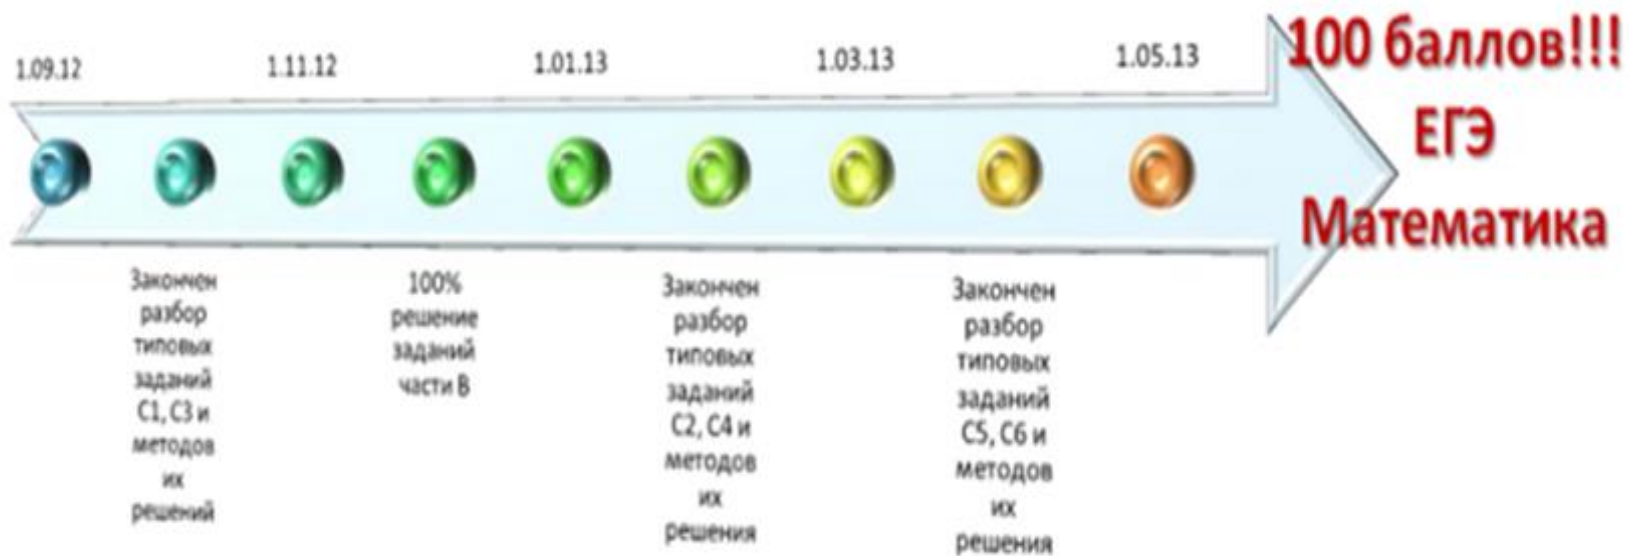 1.09.12
1.11.12
1.01.13
1.03.13
1.05.13
100 баллов!!!
ЕГЭ
Математика
Закончен
разбор
типовых
заданий
С1, С3 и
методов
их
решений
100%
решение
заданий
части В
Закончен
разбор
типовых
заданий
С2, С4 и
методов
их
решения
Закончен
разбор
типовых
заданий
С5, С6 и
методов
их
решения